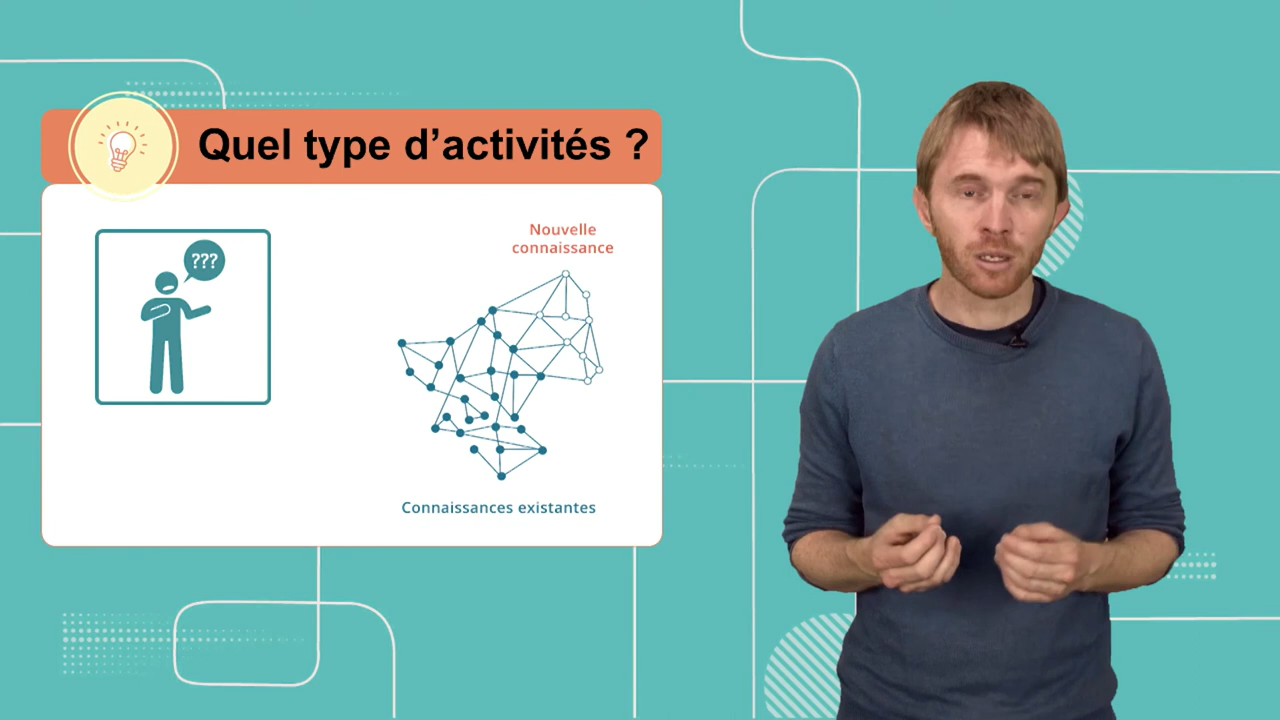 Quel type d’activités ?
???
Nouvelle
connaissance
Connaissances existantes